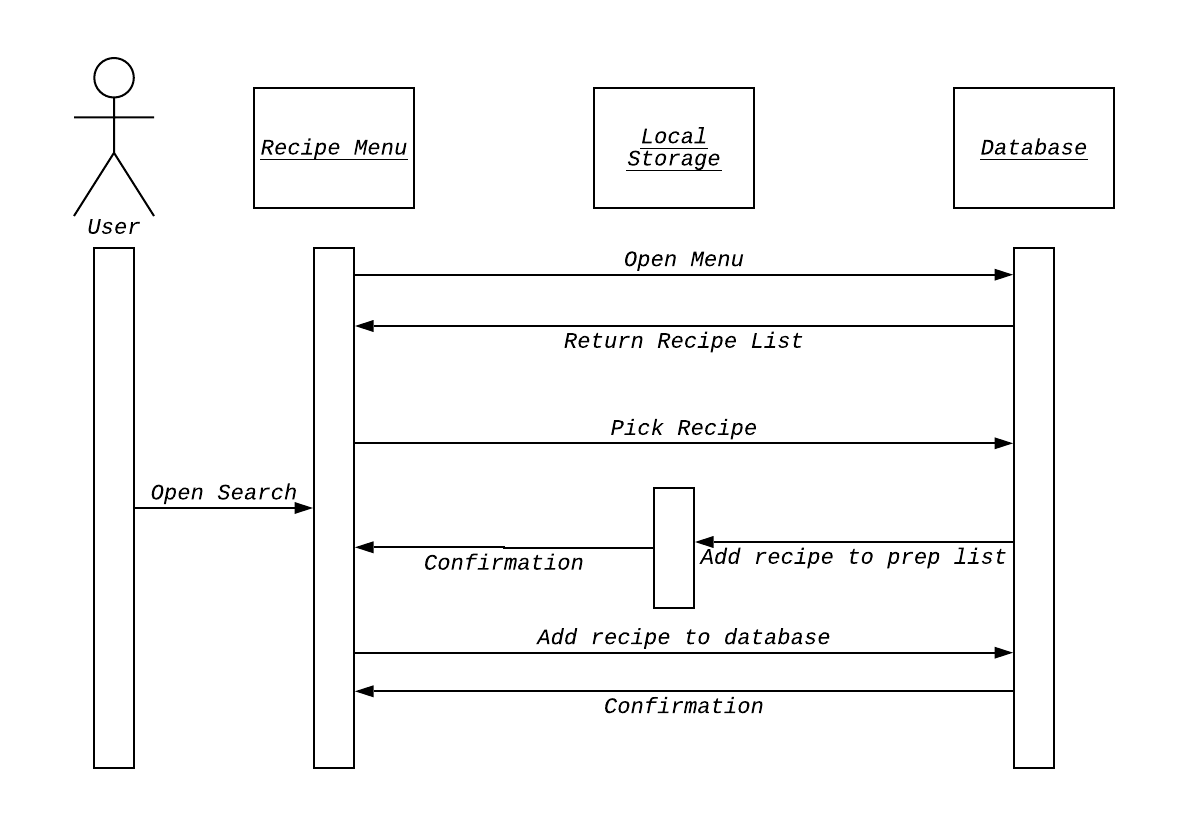 User
Recipe Menu
Local
Storage
Database
Open Menu
Return Recipe List
Pick Recipe
Open Search
Add recipe to prep list
Confirmation
Add recipe to database
Confirmation